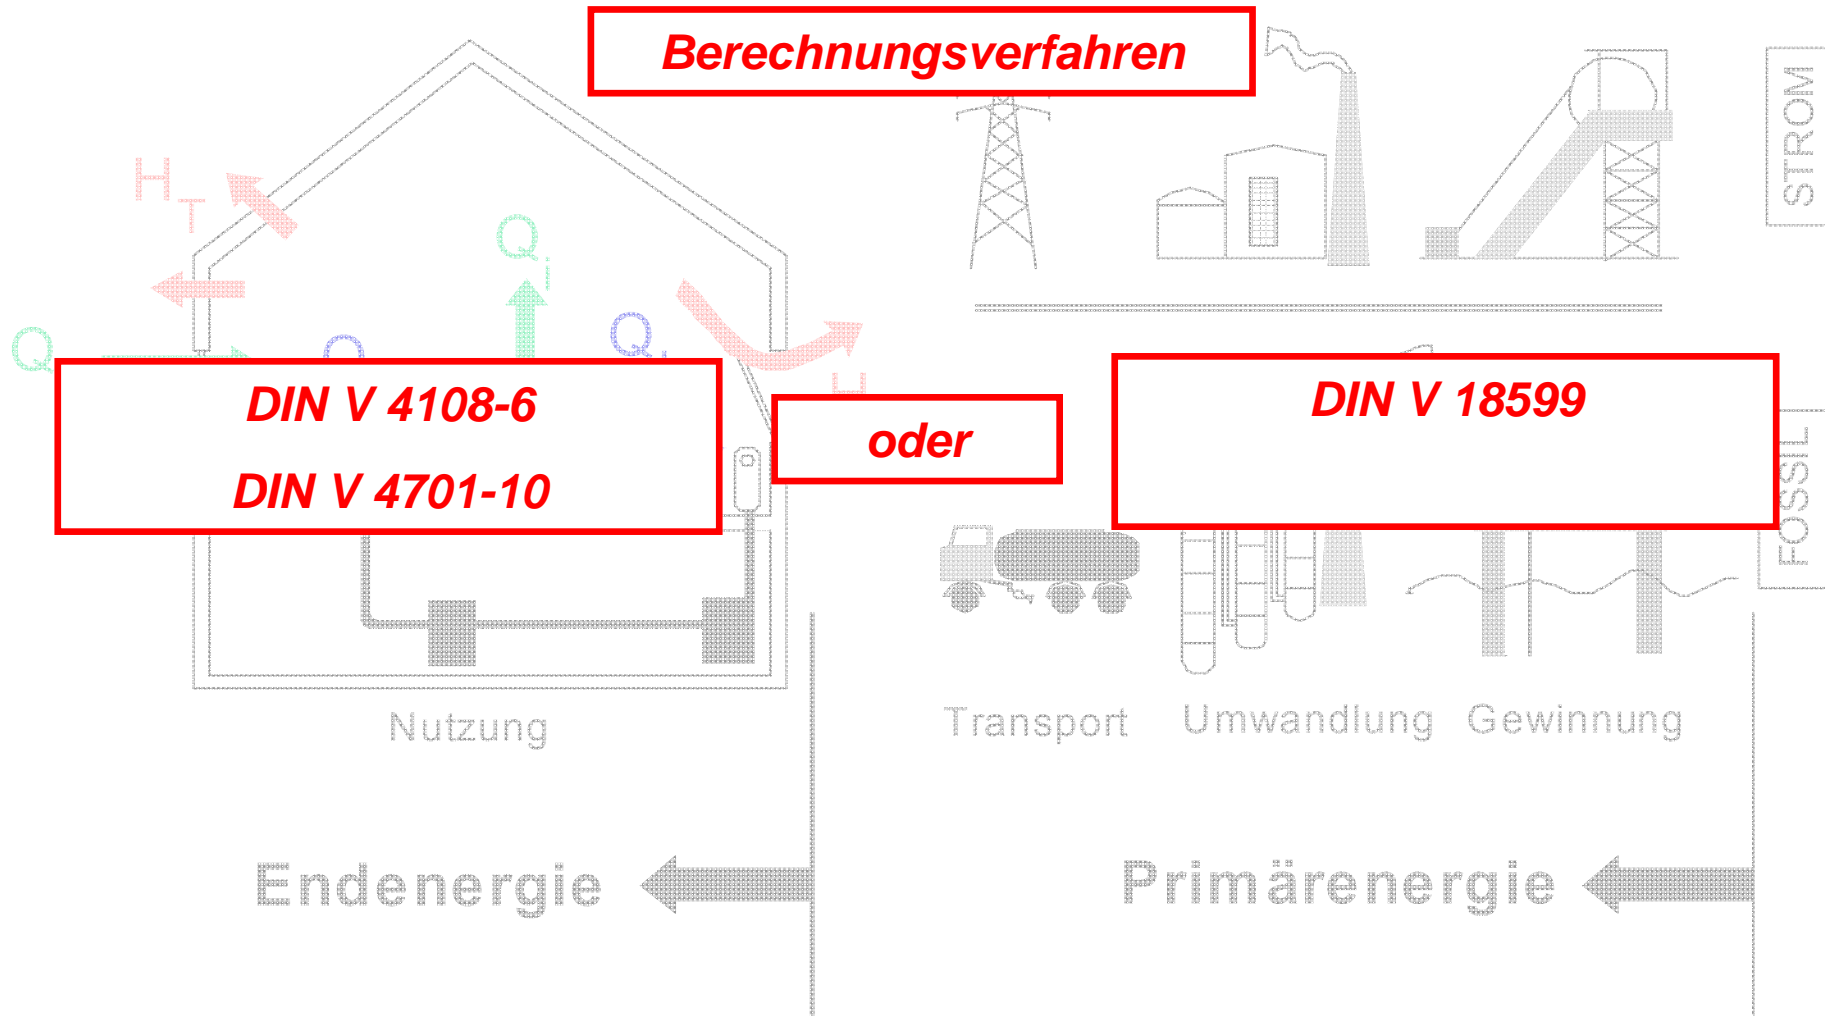 Berechnungsverfahren
STROM
H
T
Q
i
Q
Q
Q
DIN V 4108-6
DIN V 4701-10
oder
DIN V 18599
FOSSIL
Nutzung
Transport
Umwandlung
Gewinnung
Endenergie
Primärenergie